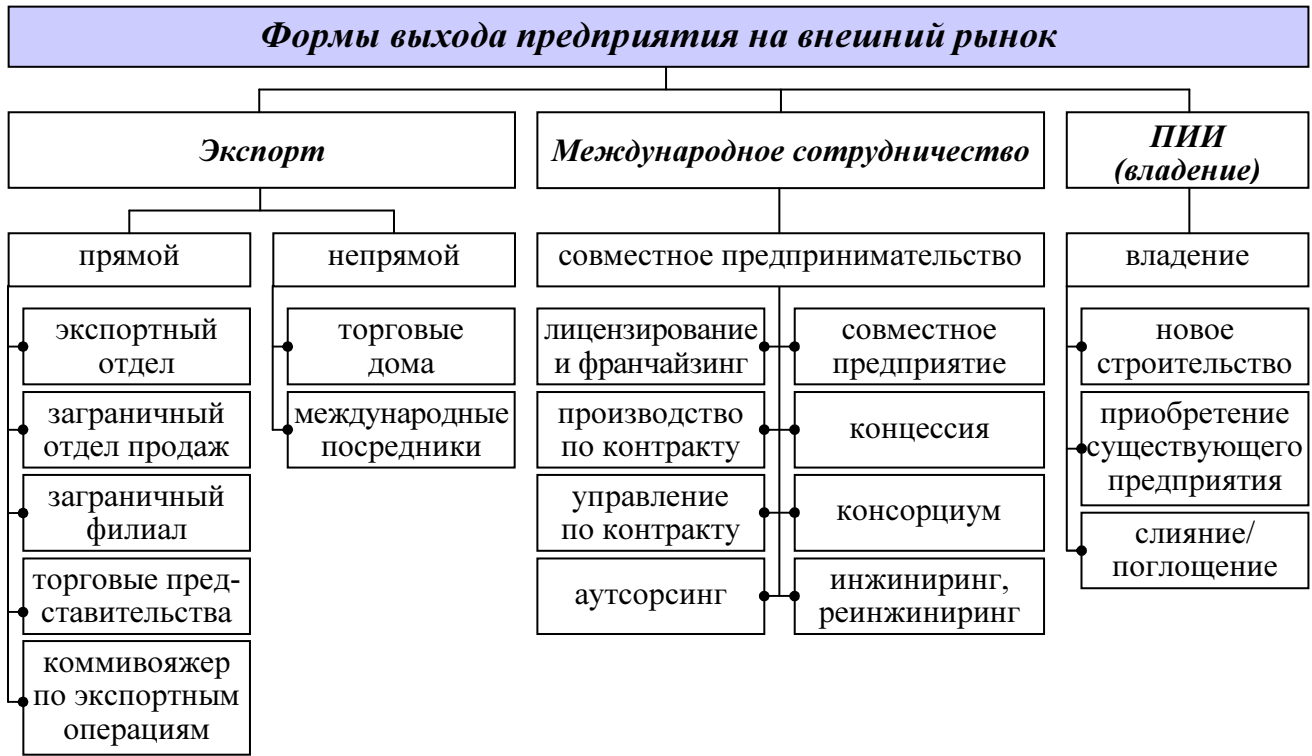 Формы выхода предприятия на внешний рынок
Экспорт
Международное сотрудничество
ПИИ
(владение)
прямой
непрямой
совместное предпринимательство
владение
экспортный
отдел
заграничный
отдел продаж
заграничный
филиал
торговые пред-
ставительства
коммивояжер
по экспортным
операциям
торговые
дома
международные
посредники
лицензирование
и франчайзинг
производство
по контракту
управление
по контракту
аутсорсинг
совместное
предприятие
концессия
консорциум
инжиниринг,
реинжиниринг
новое
строительство
приобретение
существующего
предприятия
слияние/
поглощение